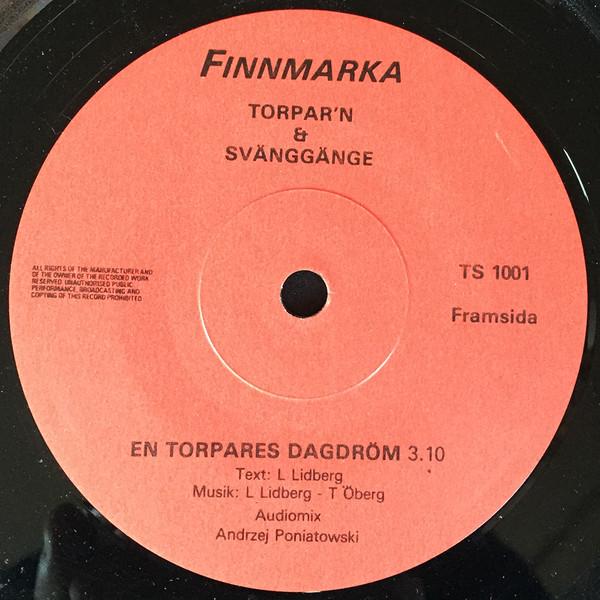 FINNMARKA
TORPAR'N
&
SVÄNGGÄNGE
ALL RIGHTS OF THE MANUFACTURER AND
OF THE OWNER OF THE RECORDED WORK
RESERVED UNAUTHORISED PUBLIC
PERFORMANCE, BROADCASTING AND
COPYING OF THIS RECORD PROHIBITED
TS 1001
Framsida
EN TORPARES DAGDRÖM 3.10
Text: L Lidberg
Musik: L Lidberg - T Öberg
Audiomix
Andrzej Poniatowski